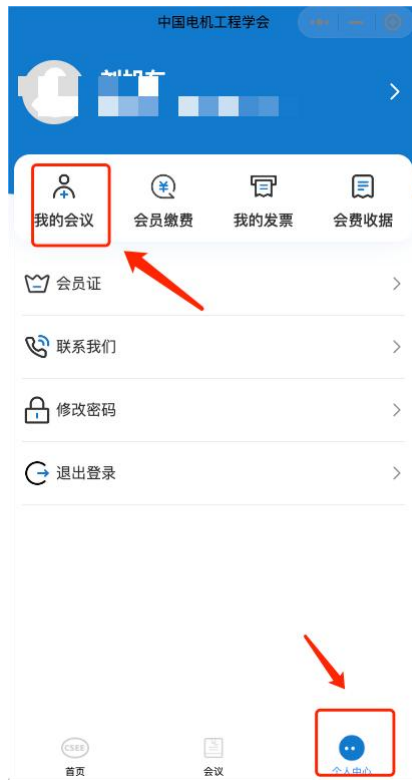 中国电机工程学会
我的会议 会员缴费 我的发票 会费收据
会员证
联系我们
修改密码
退出登录
CSEE
首页 会议 个人中心